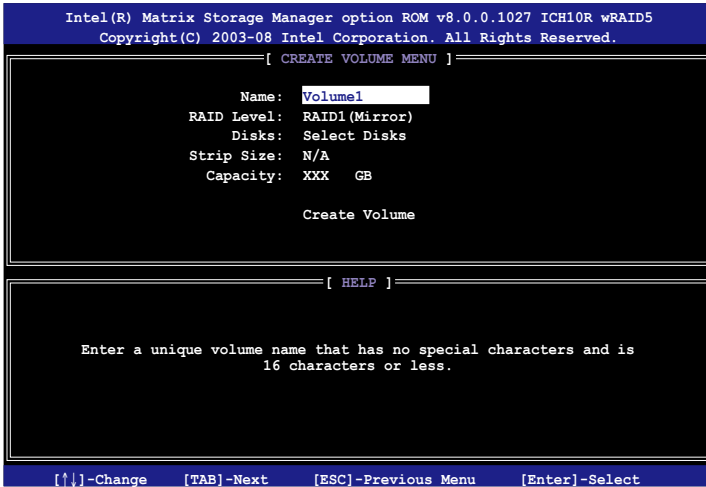 Intel(R) Matrix Storage Manager option ROM v8.0.0.1027 ICH10R wRAID5
Copyright(C) 2003-08 Intel Corporation. All Rights Reserved.
[ CREATE VOLUME MENU ]
Name: Volume1
RAID Level: RAID1(Mirror)
Disks: Select Disks
Strip Size: N/A
Capacity: XXX GB
Create Volume
[ HELP ]
Enter a unique volume name that has no special characters and is
16 characters or less.
[↑↓]-Change [TAB]-Next [ESC]-Previous Menu [Enter]-Select